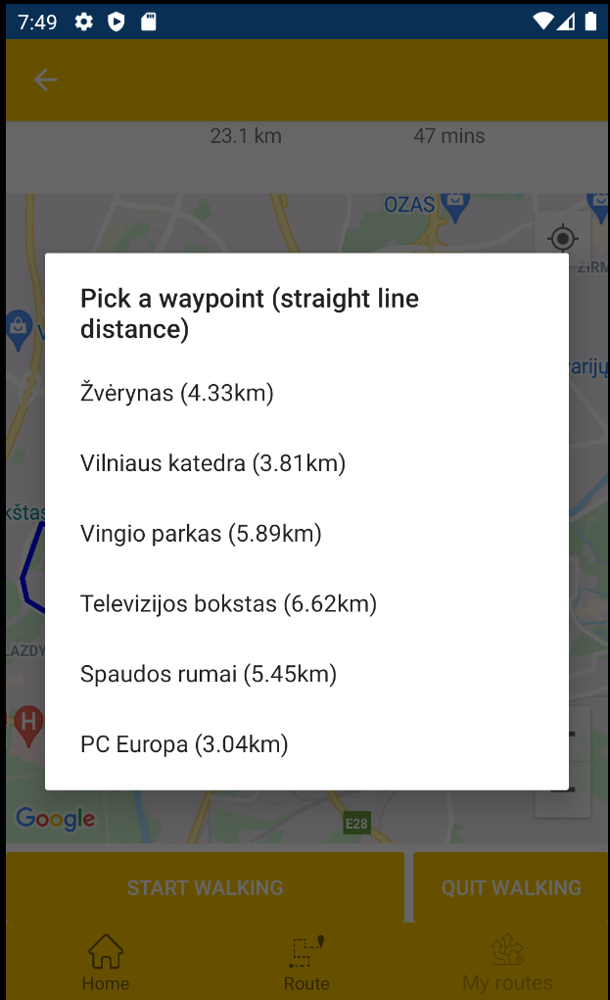 7:49
23.1 km 47 mins
OZAS
ŽIRM
V
Pick a waypoint (straight line
distance)
arijų
Žvėrynas (4.33km)
Vilniaus katedra (3.81km)
kštas
Vingio parkas (5.89km)
Televizijos bokstas (6.62km)
LAZDY
Spaudos rumai (5.45km)
H
PC Europa (3.04km)
Google
E28
START WALKING QUIT WALKING
Home Route My routes